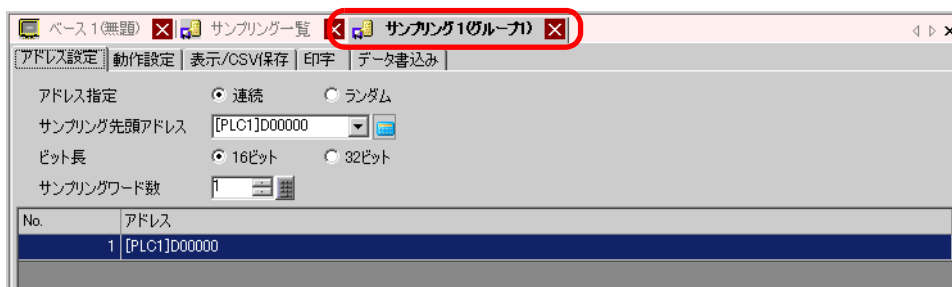 ベース 1(無題) サンプリング一覧 サンプリング1(グループ1)
アドレス設定 動作設定 表示/CSV保存 印字 データ書込み
アドレス指定 連続 ランダム
サンプリング先頭アドレス [PLC1]D00000
ビット長 16ビット 32ビット
サンプリングワード数 1
No. アドレス
1 [PLC1]D00000